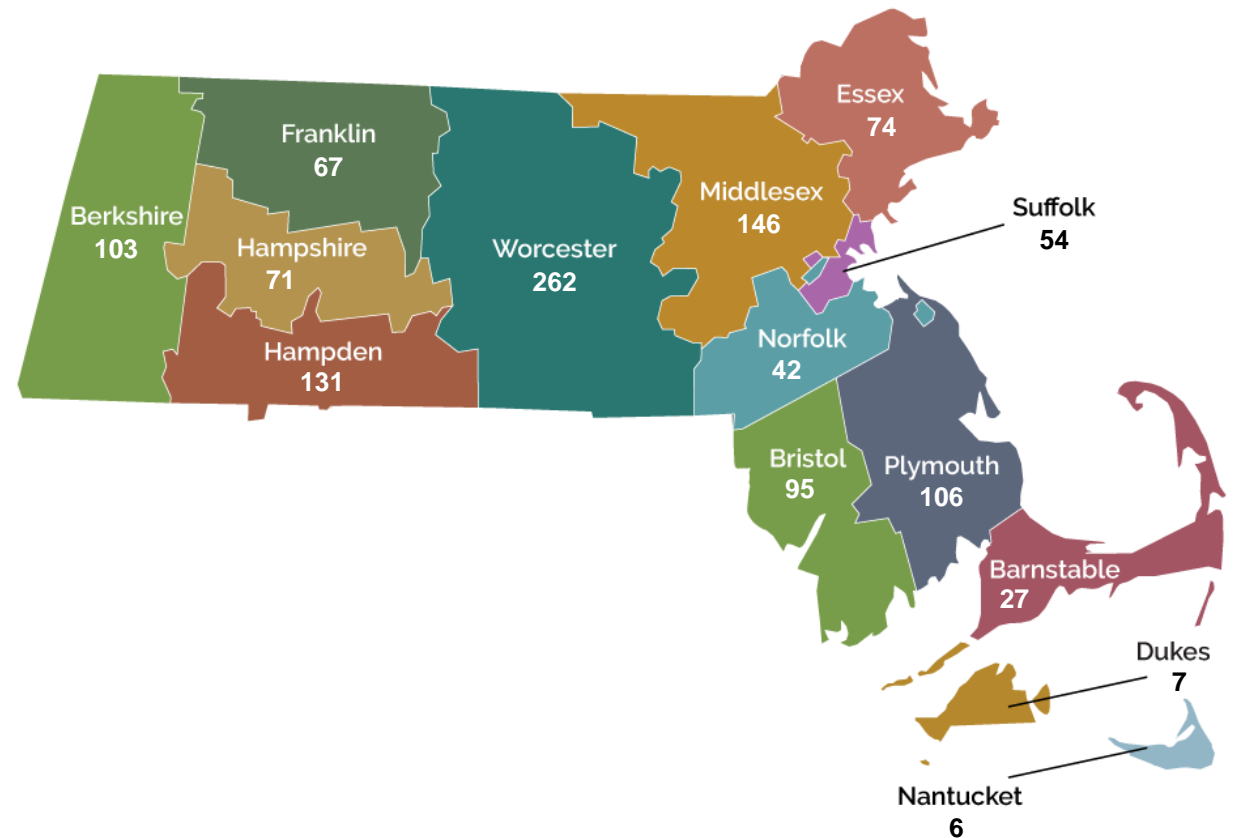 Essex
74
Franklin
67
Middlesex
146
Suffolk
54
Berkshire
103
Hampshire
71
Worcester
262
Norfolk
42
Hampden
131
Bristol
95
Plymouth
106
Barnstable
27
Dukes
7
Nantucket
6